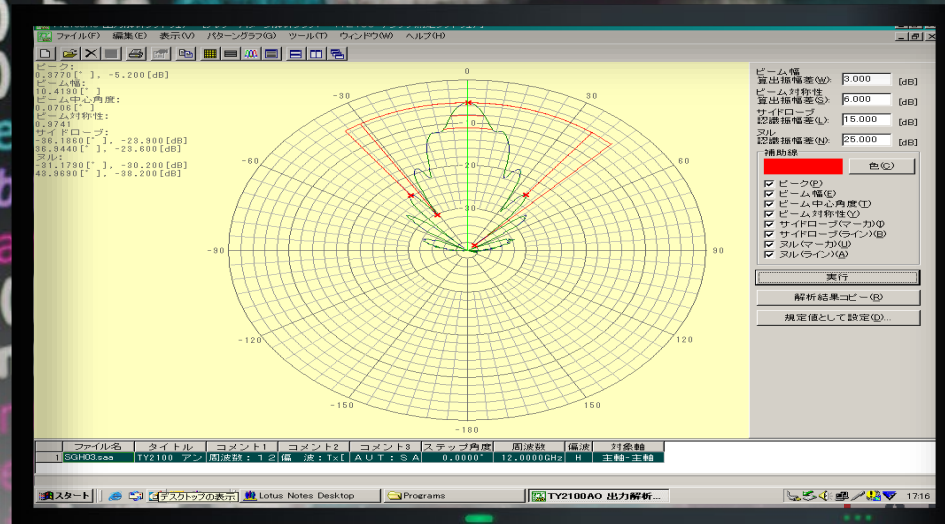 ファイル(F) 編集(E) 表示(V) パターングラフ(G) ツール(T) ウィンドウ(W) ヘルプ(H)
ピーク:
0.3770[°], -5.200[dB]
ビーム幅:
10.4190[°]
ビーム中心角度:
0.0706[°]
ビーム対称性:
0.9741
サイドローブ:
-36.1860[°], -23.900[dB]
36.9440[°], -23.600[dB]
ヌル:
-31.1790[°], -30.200[dB]
43.9690[°], -38.200[dB]
0
-30
30
-60
60
-90
90
-120
120
-150
150
-180
0
20
30
ビーム幅
算出振幅差(W): 3.000 [dB]
ビーム対称性
算出振幅差(S): 6.000 [dB]
サイドローブ
認識振幅差(L): 15.000 [dB]
ヌル
認識振幅差(N): 25.000 [dB]
補助線
色(C)
ピーク(P)
ビーム幅(E)
ビーム中心角度(T)
ビーム対称性(Y)
サイドローブ(マーカ)(I)
サイドローブ(ライン)(B)
ヌル(マーカ)(U)
ヌル(ライン)(A)
実行
解析結果コピー(R)
規定値として設定(D)...
ファイル名 タイトル コメント1 コメント2 コメント3 ステップ角度 周波数 偏波 対象軸
1 SGH03.saa TY2100 アン 周波数:12 偏 波:Tx[ AUT:SA 0.0000° 12.0000GHz H 主軸-主軸
スタート デスクトップの表示 Lotus Notes Desktop Programs TY2100AO 出力解析... 17:16